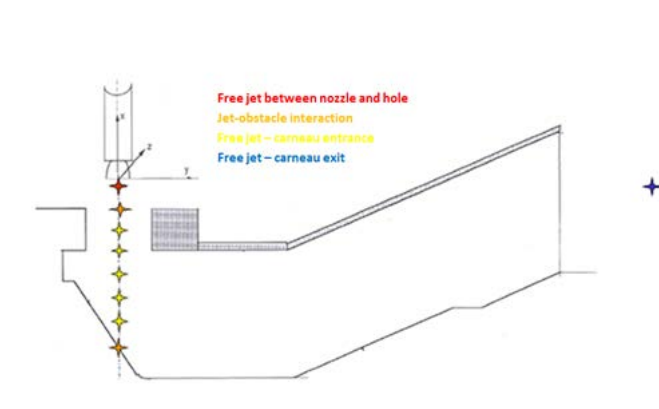 Free jet between nozzle and hole
Jet-obstacle interaction
Free jet – carneau entrance
Free jet – carneau exit
x
z
y